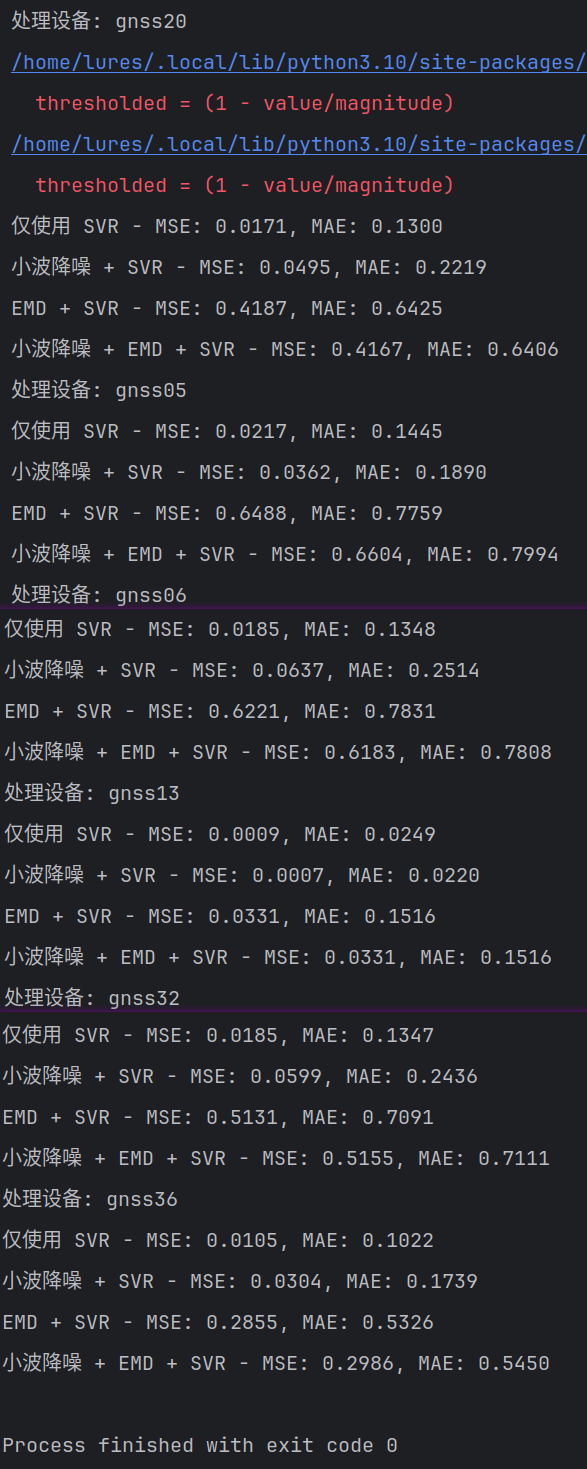 处理设备: gnss20
/home/lures/.local/lib/python3.10/site-packages/
thresholded = (1 - value/magnitude)
/home/lures/.local/lib/python3.10/site-packages/
thresholded = (1 - value/magnitude)
仅使用 SVR - MSE: 0.0171, MAE: 0.1300
小波降噪 + SVR - MSE: 0.0495, MAE: 0.2219
EMD + SVR - MSE: 0.4187, MAE: 0.6425
小波降噪 + EMD + SVR - MSE: 0.4167, MAE: 0.6406
处理设备: gnss05
仅使用 SVR - MSE: 0.0217, MAE: 0.1445
小波降噪 + SVR - MSE: 0.0362, MAE: 0.1890
EMD + SVR - MSE: 0.6488, MAE: 0.7759
小波降噪 + EMD + SVR - MSE: 0.6604, MAE: 0.7994
处理设备: gnss06
仅使用 SVR - MSE: 0.0185, MAE: 0.1348
小波降噪 + SVR - MSE: 0.0637, MAE: 0.2514
EMD + SVR - MSE: 0.6221, MAE: 0.7831
小波降噪 + EMD + SVR - MSE: 0.6183, MAE: 0.7808
处理设备: gnss13
仅使用 SVR - MSE: 0.0009, MAE: 0.0249
小波降噪 + SVR - MSE: 0.0007, MAE: 0.0220
EMD + SVR - MSE: 0.0331, MAE: 0.1516
小波降噪 + EMD + SVR - MSE: 0.0331, MAE: 0.1516
处理设备: gnss32
仅使用 SVR - MSE: 0.0185, MAE: 0.1347
小波降噪 + SVR - MSE: 0.0599, MAE: 0.2436
EMD + SVR - MSE: 0.5131, MAE: 0.7091
小波降噪 + EMD + SVR - MSE: 0.5155, MAE: 0.7111
处理设备: gnss36
仅使用 SVR - MSE: 0.0105, MAE: 0.1022
小波降噪 + SVR - MSE: 0.0304, MAE: 0.1739
EMD + SVR - MSE: 0.2855, MAE: 0.5326
小波降噪 + EMD + SVR - MSE: 0.2986, MAE: 0.5450
Process finished with exit code 0